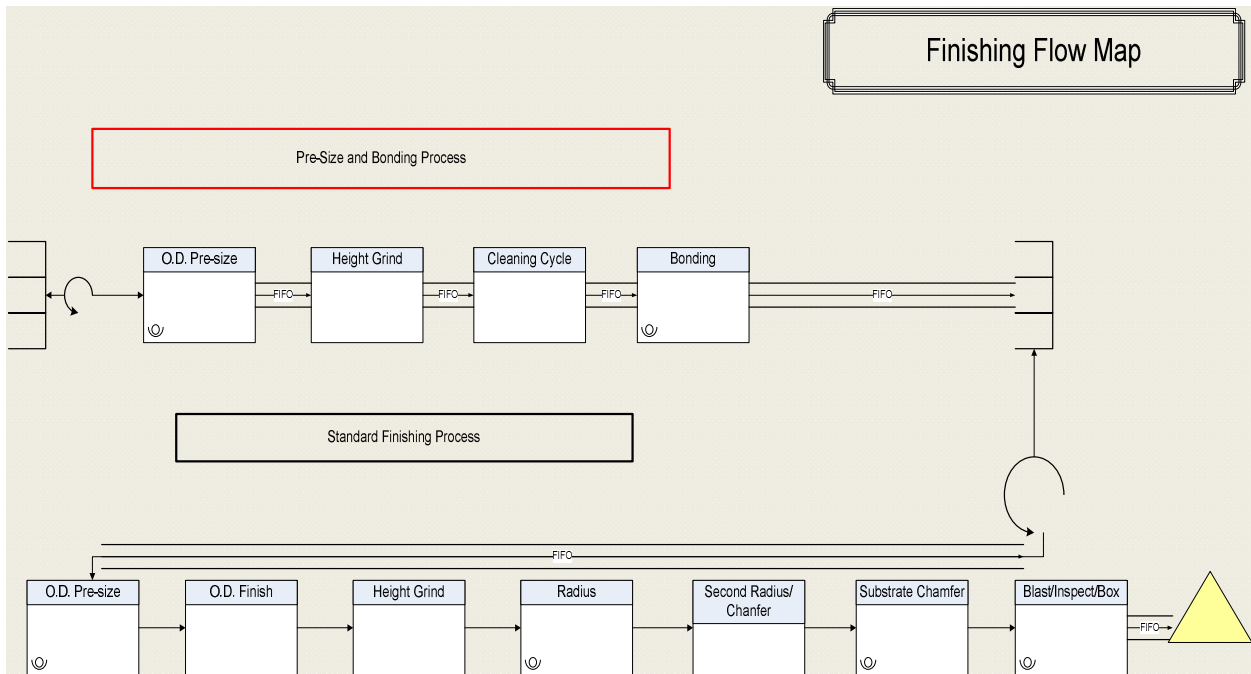 Finishing Flow Map
Pre-Size and Bonding Process
O.D. Pre-size
Height Grind
Cleaning Cycle
Bonding
FIFO
FIFO
FIFO
FIFO
Standard Finishing Process
FIFO
O.D. Pre-size
O.D. Finish
Height Grind
Radius
Second Radius/
Chanfer
Substrate Chamfer
Blast/Inspect/Box
FIFO